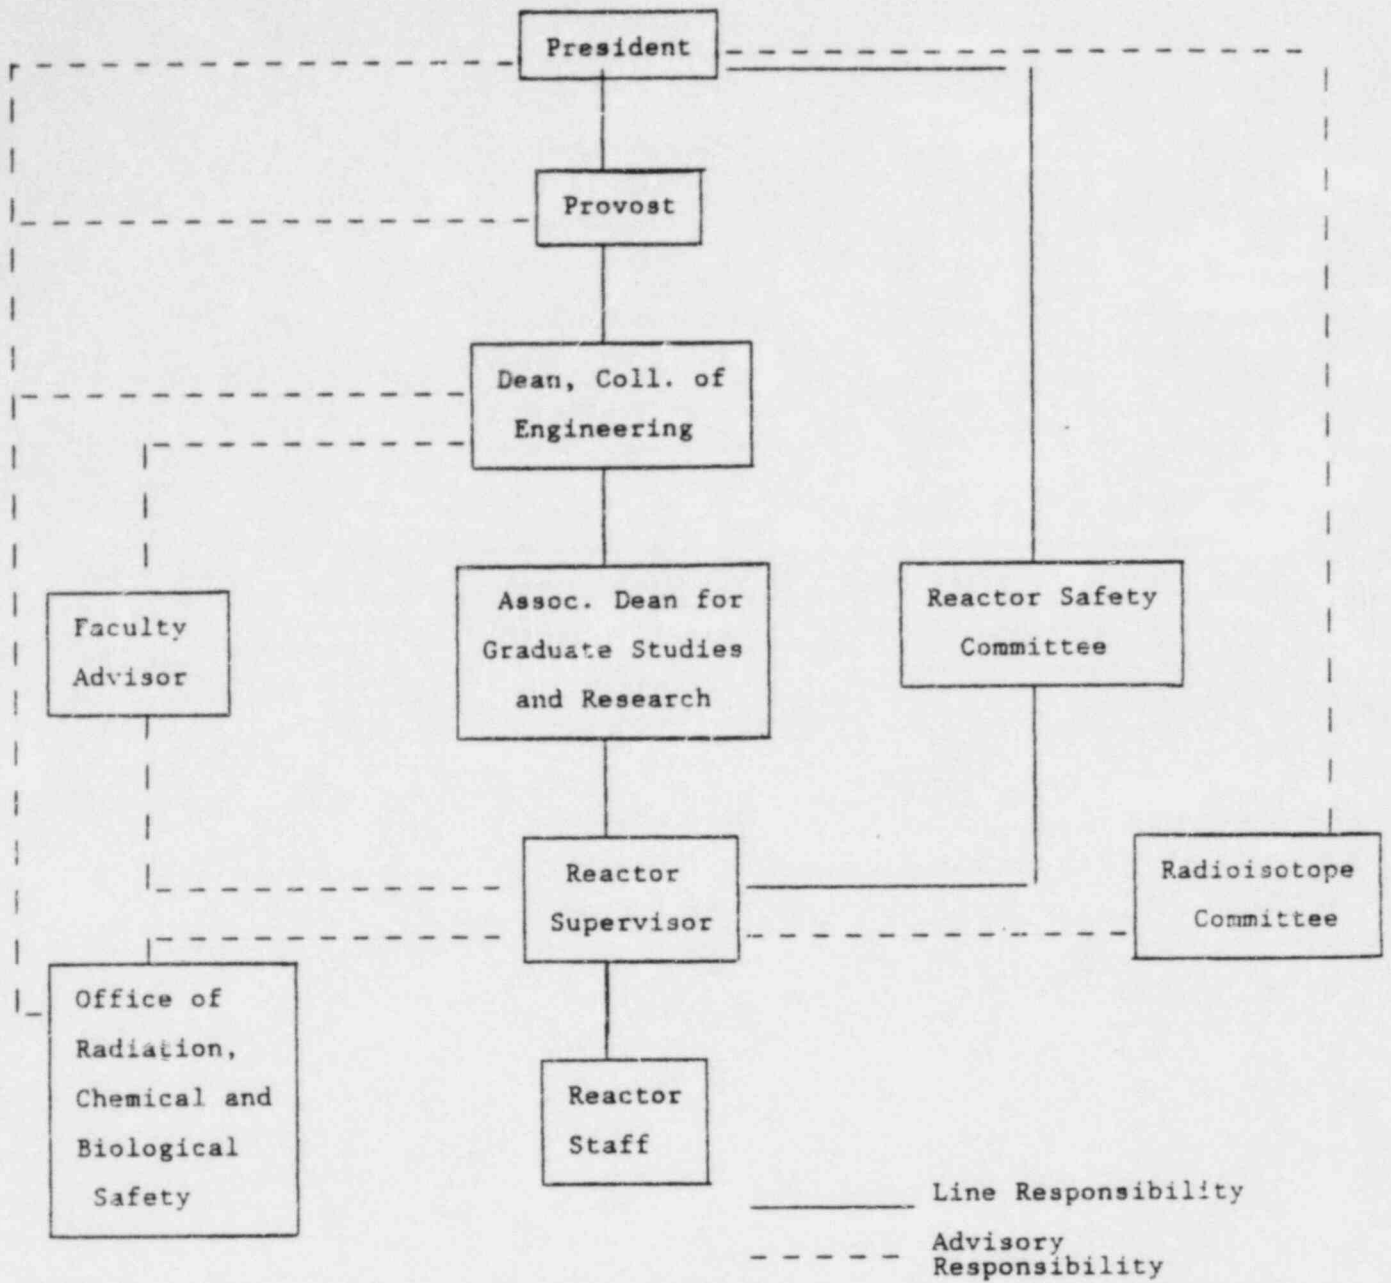 President
Provost
Dean, Coll. of
Engineering
Faculty
Advisor
Assoc. Dean for
Graduate Studies
and Research
Reactor Safety
Committee
Reactor
Supervisor
Radioisotope
Committee
Office of
Radiation,
Chemical and
Biological
Safety
Reactor
Staff
Line Responsibility
Advisory
Responsibility